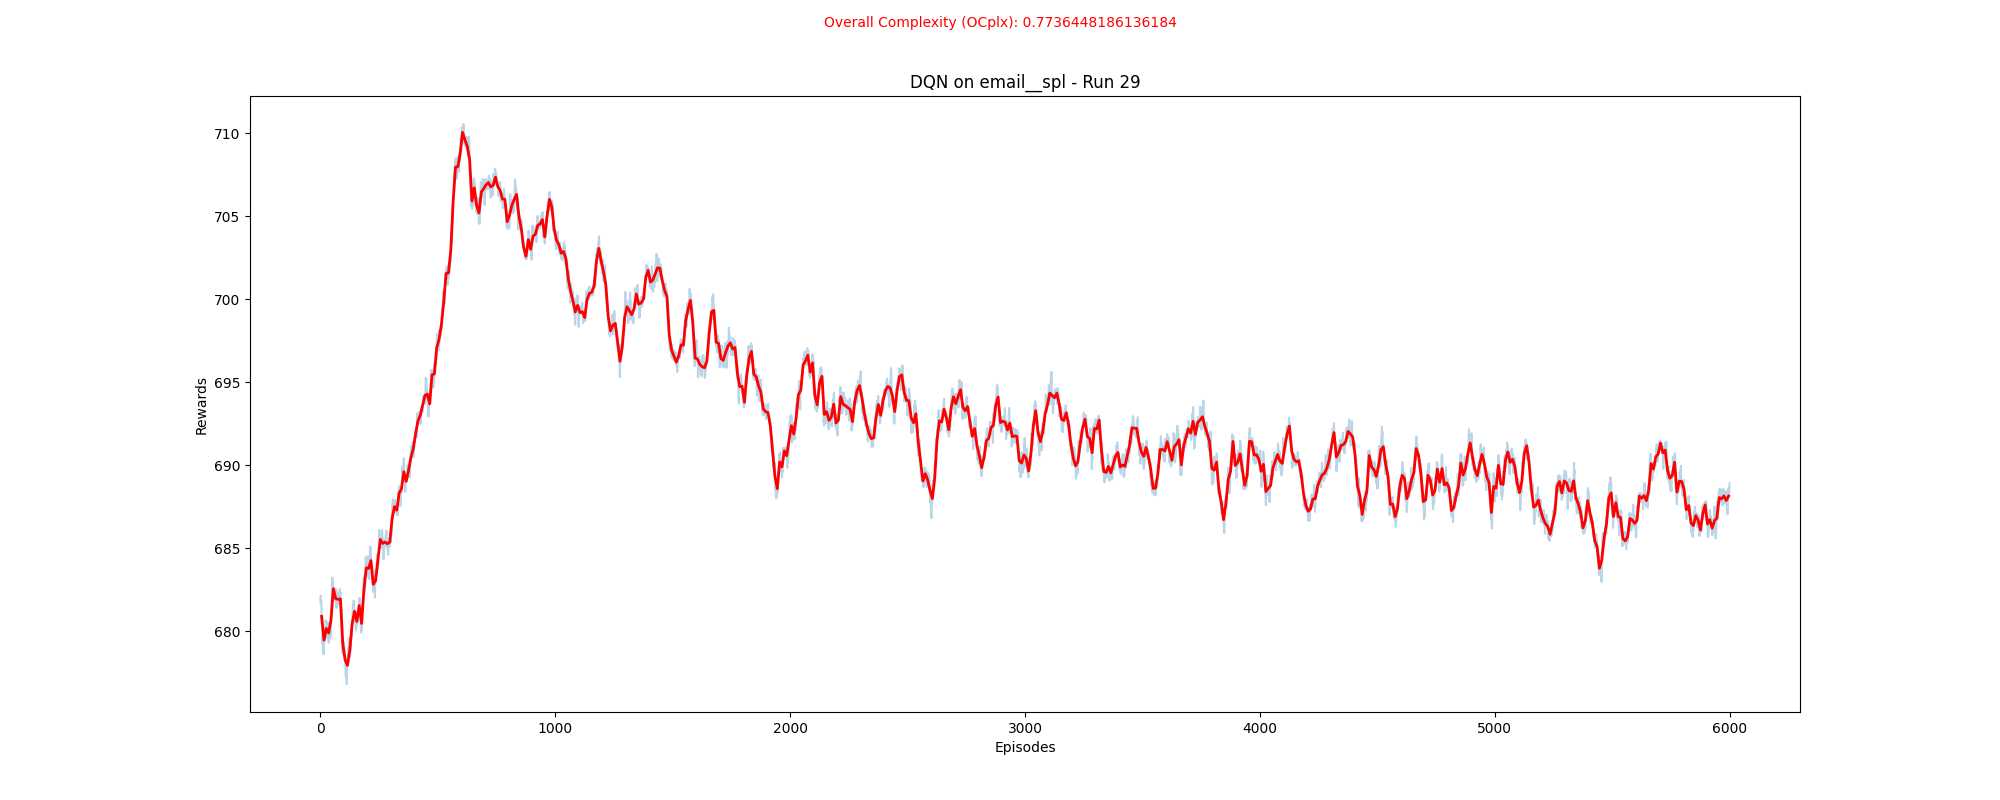 Overall Complexity (OCplx): 0.7736448186136184
DQN on email__spl - Run 29
710
705
700
695
690
685
680
Rewards
0 1000 2000 3000 4000 5000 6000
Episodes